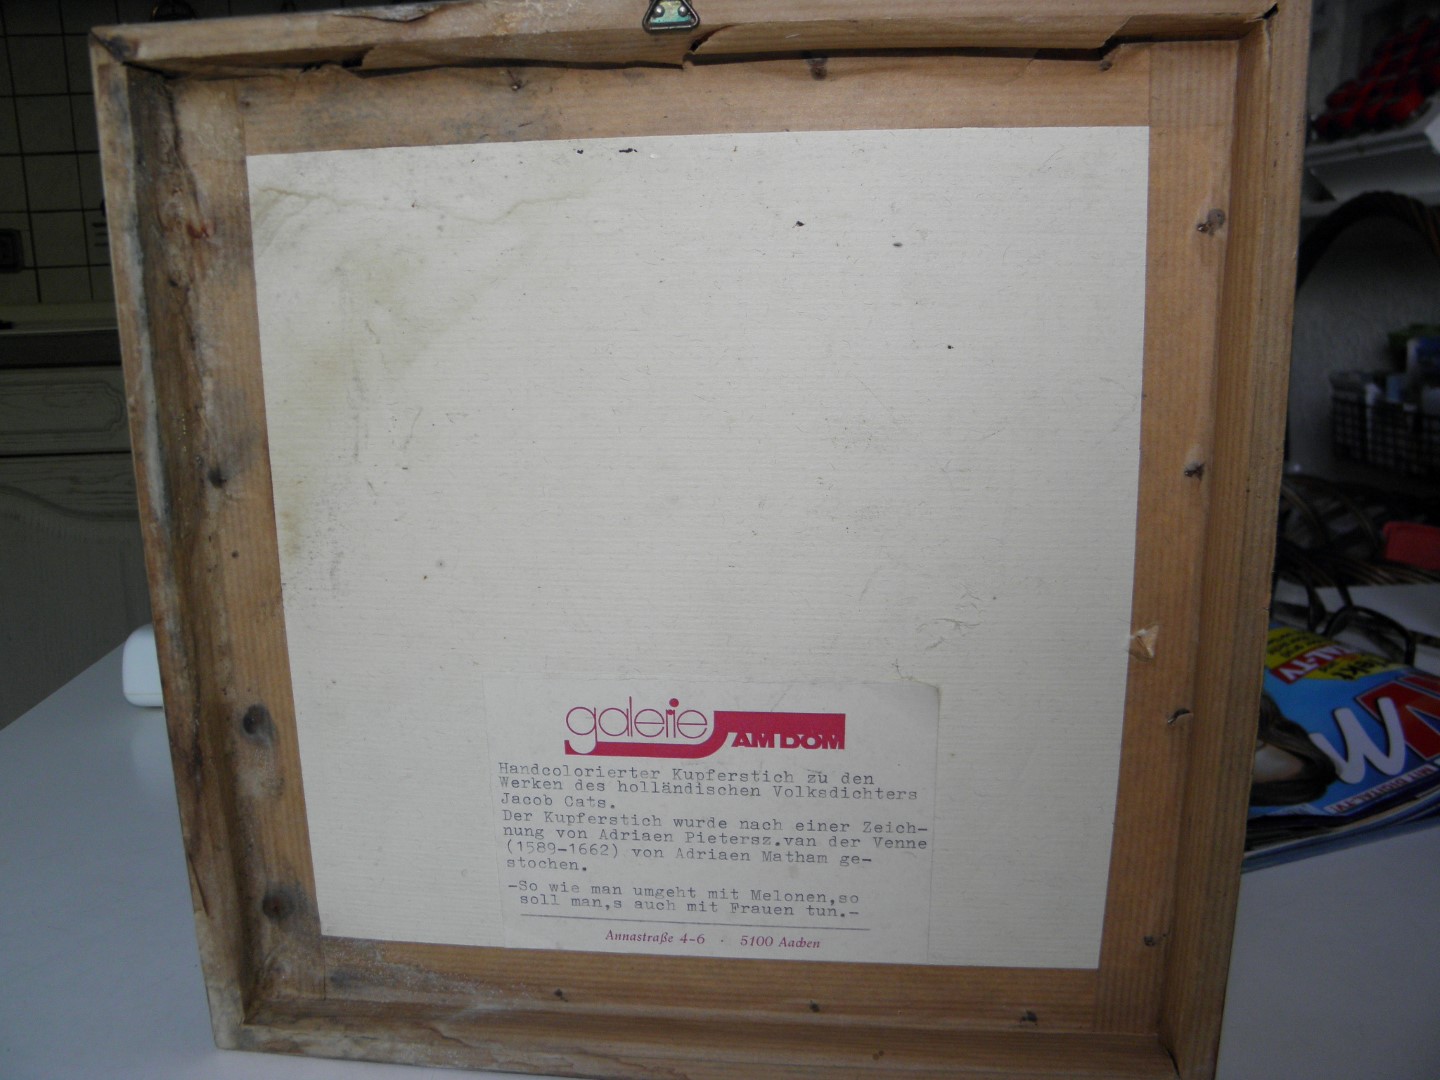 galerie
AM DOM
Handcolorierter Kupferstich zu den
Werken des holländischen Volksdichters
Jacob Cats.
Der Kupferstich wurde nach einer Zeich-
nung von Adriaen Pietersz.van der Venne
(1589-1662) von Adriaen Matham ge-
stochen.
-So wie man umgeht mit Melonen,so
soll man,s auch mit Frauen tun.-
Annastraße 4-6 · 5100 Aachen